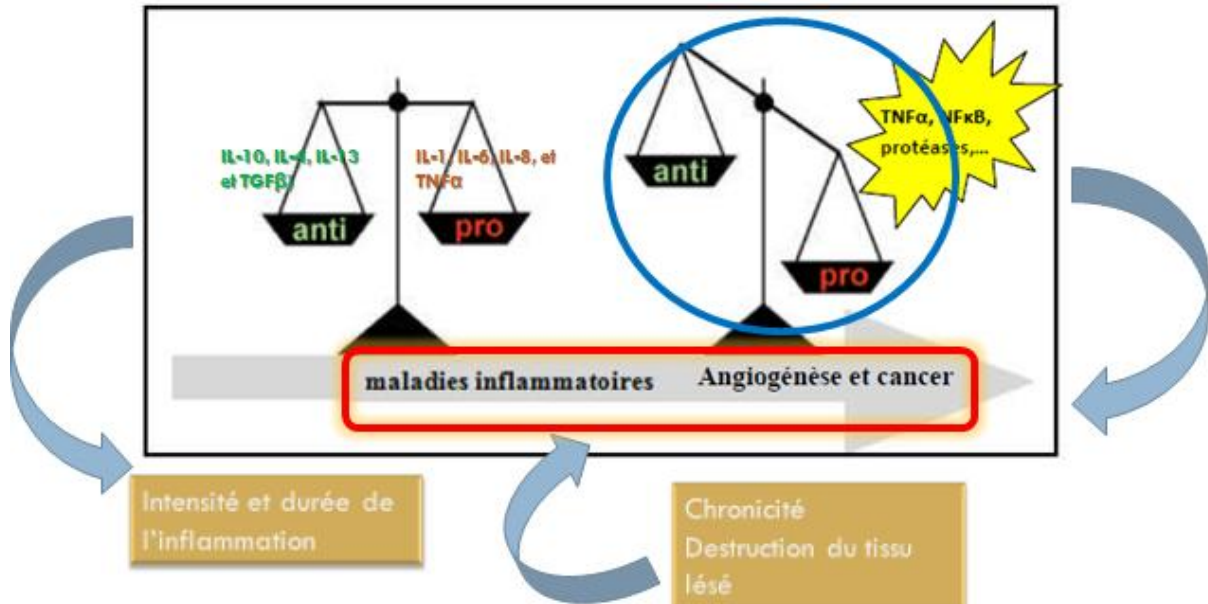 IL-10, IL-4, IL-13
et TGFβ
IL-1, IL-6, IL-8, et
TNFα
anti
pro
anti
pro
TNFα, NFκB,
protéases,...
maladies inflammatoires
Angiogénèse et cancer
Intensité et durée de
l'inflammation
Chronicité
Destruction du tissu
lésé